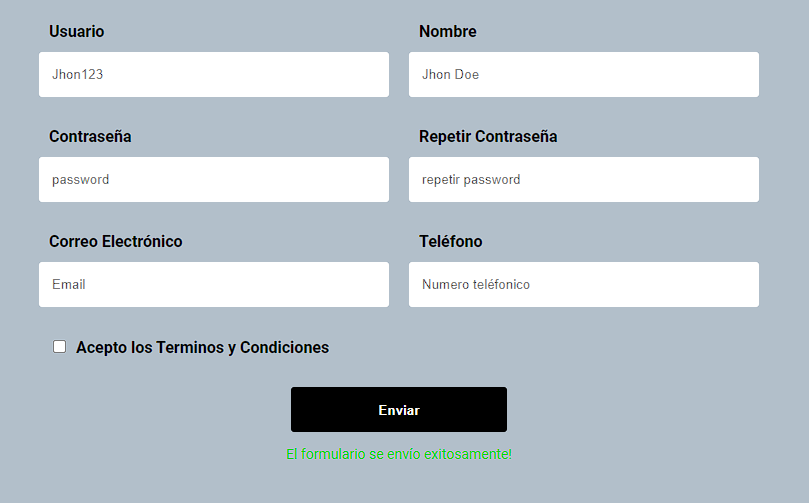 Usuario
Nombre
Jhon123
Jhon Doe
Contraseña
Repetir Contraseña
password
repetir password
Correo Electrónico
Teléfono
Email
Numero teléfonico
Acepto los Terminos y Condiciones
Enviar
El formulario se envío exitosamente!